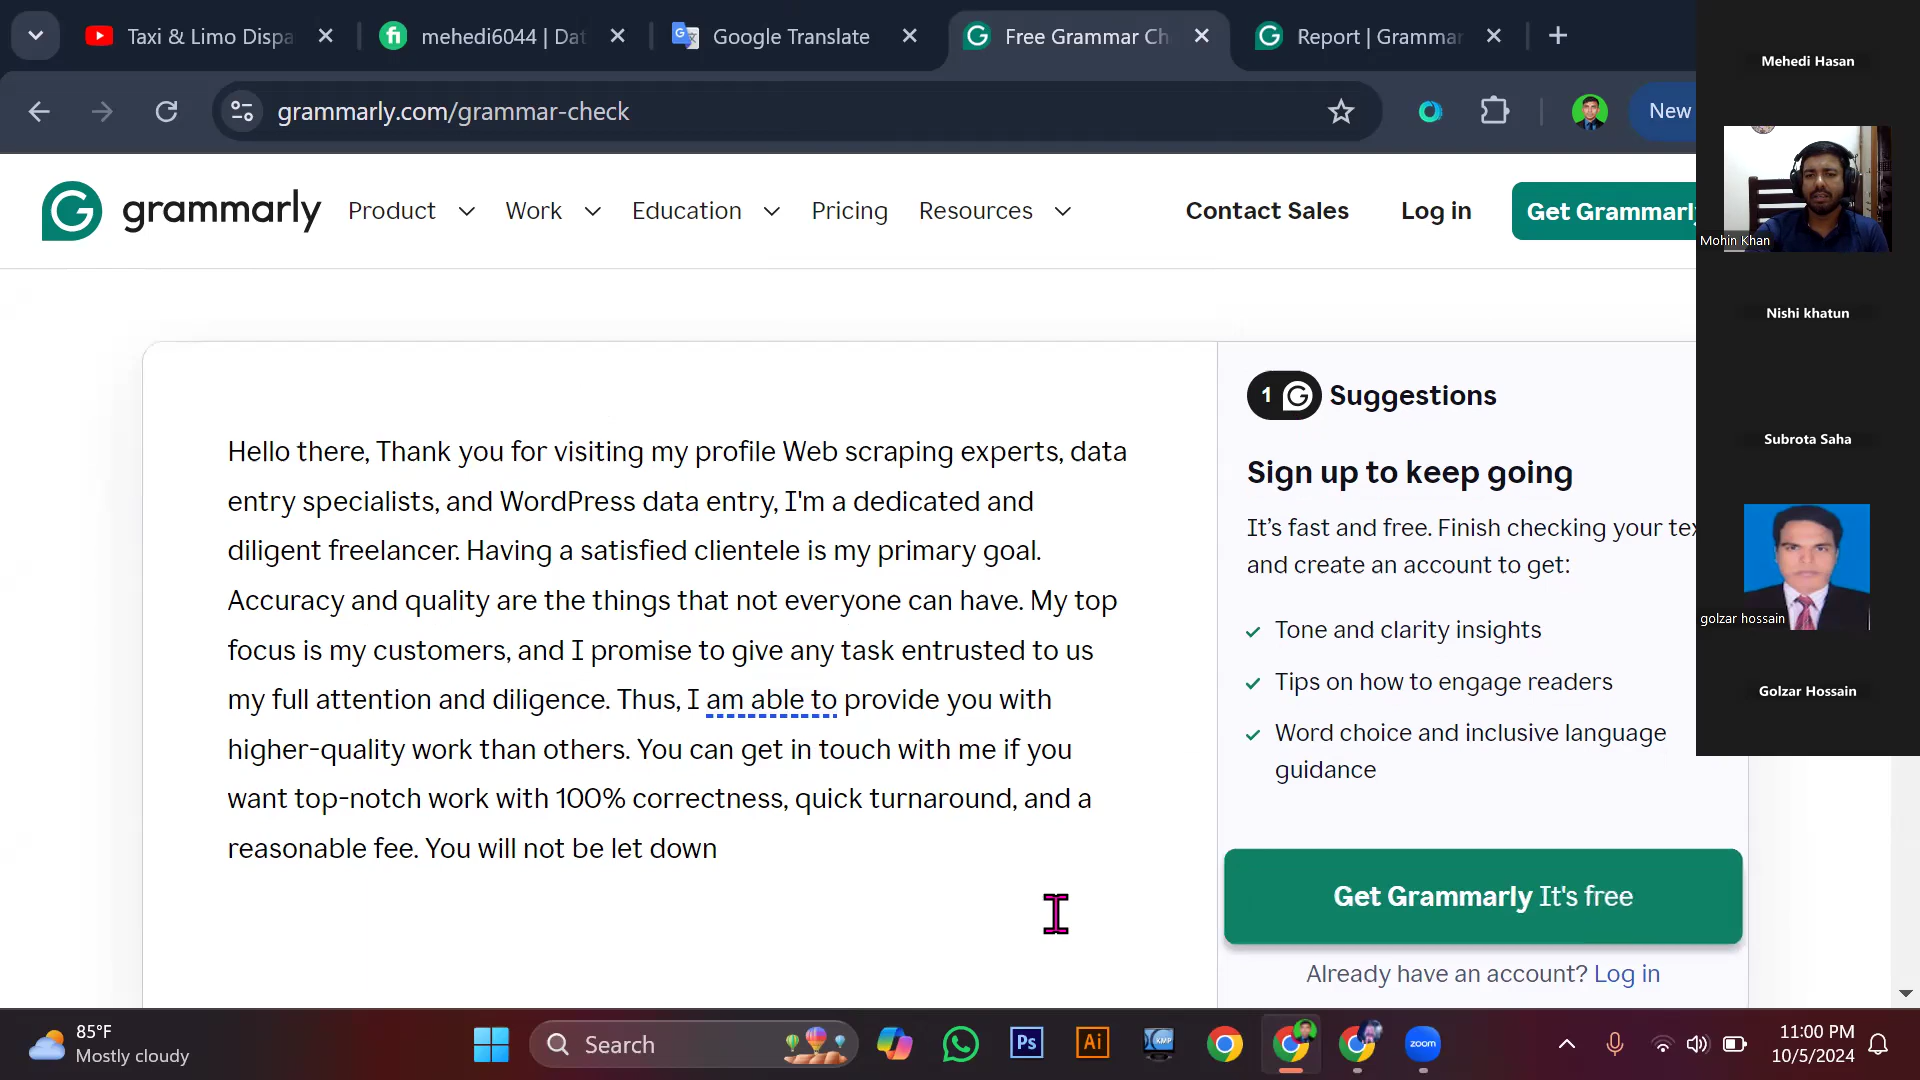 Taxi & Limo Dispa
mehedi6044 | Dat
Google Translate
Free Grammar Ch
Report | Grammar
grammarly.com/grammar-check
New
grammarly
Product
Work
Education
Pricing
Resources
Contact Sales
Log in
Get Grammarly
Hello there, Thank you for visiting my profile Web scraping experts, data
entry specialists, and WordPress data entry, I'm a dedicated and
diligent freelancer. Having a satisfied clientele is my primary goal.
Accuracy and quality are the things that not everyone can have. My top
focus is my customers, and I promise to give any task entrusted to us
my full attention and diligence. Thus, I am able to provide you with
higher-quality work than others. You can get in touch with me if you
want top-notch work with 100% correctness, quick turnaround, and a
reasonable fee. You will not be let down
1
Suggestions
Sign up to keep going
It's fast and free. Finish checking your tex
and create an account to get:
Tone and clarity insights
Tips on how to engage readers
Word choice and inclusive language
guidance
Get Grammarly It's free
Already have an account? Log in
Mehedi Hasan
Mohin Khan
Nishi khatun
Subrota Saha
golzar hossain
Golzar Hossain
85°F
Mostly cloudy
Search
Ps
Ai
KMP
zoom
11:00 PM
10/5/2024